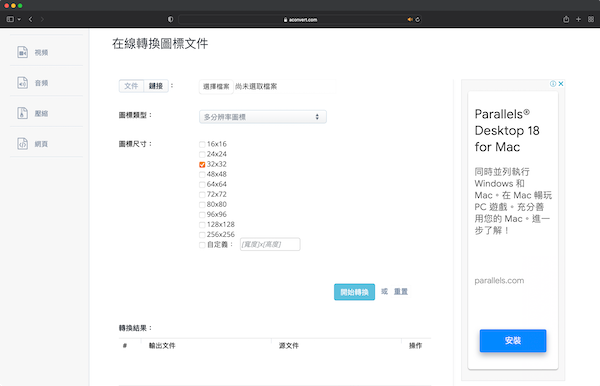 aconvert.com
在線轉換圖標文件
視頻
音頻
壓縮
網頁
文件 鏈接 :
選擇檔案 尚未選取檔案
圖標類型：
多分辨率圖標
圖標尺寸：
16x16
24x24
32x32
48x48
64x64
72x72
80x80
96x96
128x128
256x256
自定義： [寬度]x[高度]
開始轉換 或 重置
轉換結果：
# 輸出文件 源文件 操作
Parallels®
Desktop 18
for Mac
同時並列執行
Windows 和
Mac。在 Mac 暢玩
PC 遊戲。充分善
用您的 Mac。進一
步了解！
parallels.com
安裝